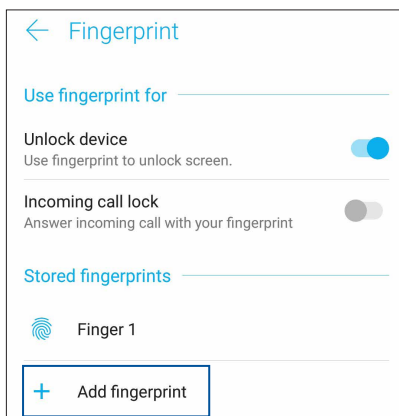 Fingerprint
Use fingerprint for
Unlock device
Use fingerprint to unlock screen.
Incoming call lock
Answer incoming call with your fingerprint
Stored fingerprints
Finger 1
Add fingerprint